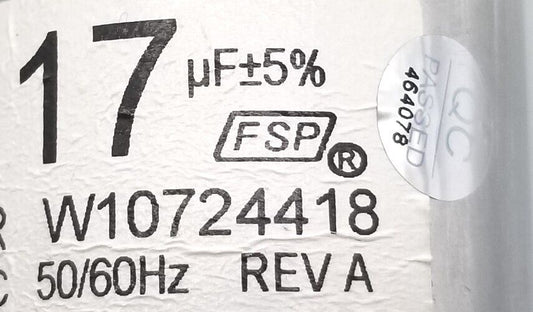 17 µF±5%
FSP®
W10724418
50/60Hz REV A
QC
PASSED
464078